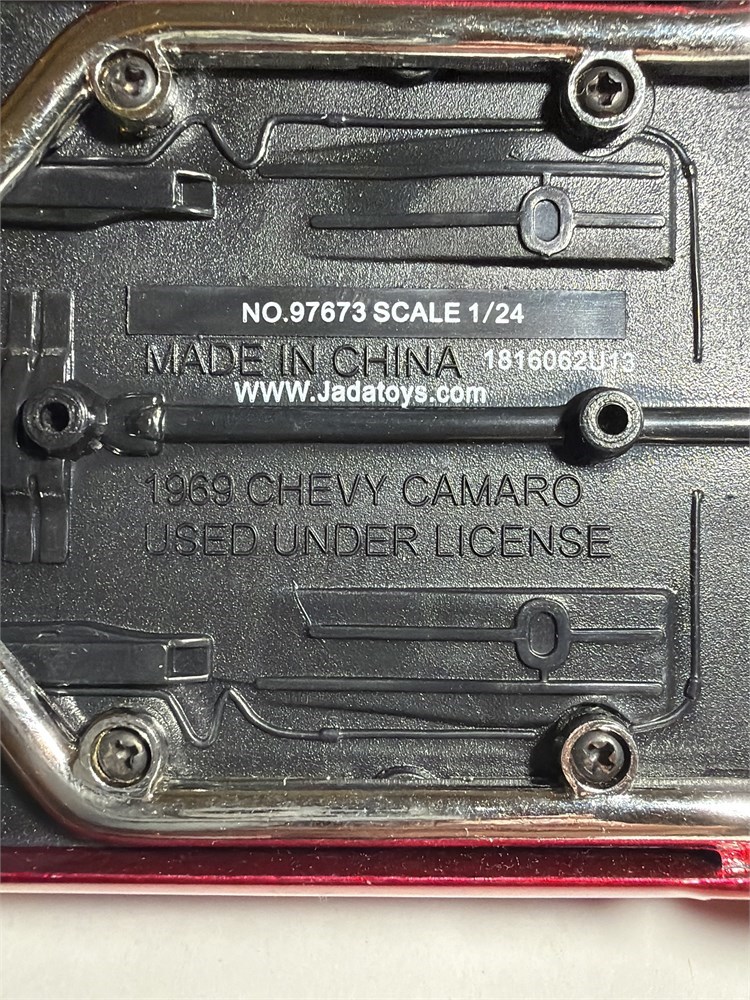 NO.97673 SCALE 1/24
MADE IN CHINA 1816062U13
WWW.Jadatoys.com
1969 CHEVY CAMARO
USED UNDER LICENSE